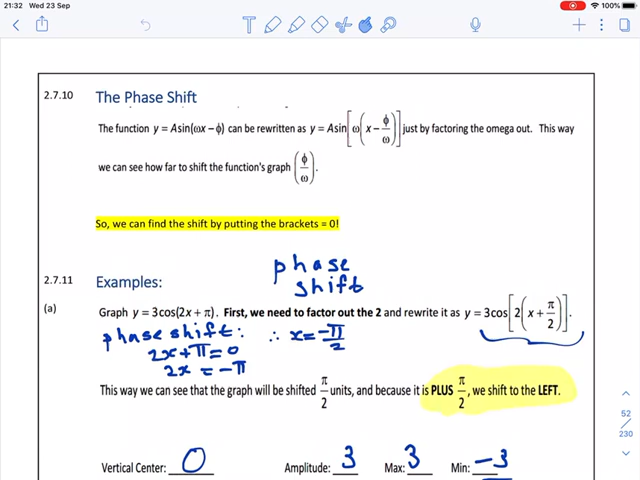 21:32 Wed 23 Sep
100%
T
2.7.10 The Phase Shift
The function y = Asin(ωx – ϕ) can be rewritten as y = Asin[ω(x – ϕ/ω)] just by factoring the omega out. This way
we can see how far to shift the function's graph (ϕ/ω).
So, we can find the shift by putting the brackets = 0!
phase
shift
2.7.11 Examples:
(a) Graph y = 3cos(2x + π). First, we need to factor out the 2 and rewrite it as y = 3cos[2(x + π/2)].
phase shift: ∴ x = -π/2
2x + π = 0
2x = -π
This way we can see that the graph will be shifted π/2 units, and because it is PLUS π/2, we shift to the LEFT.
Vertical Center: 0 Amplitude: 3 Max: 3 Min: -3
52
/
230